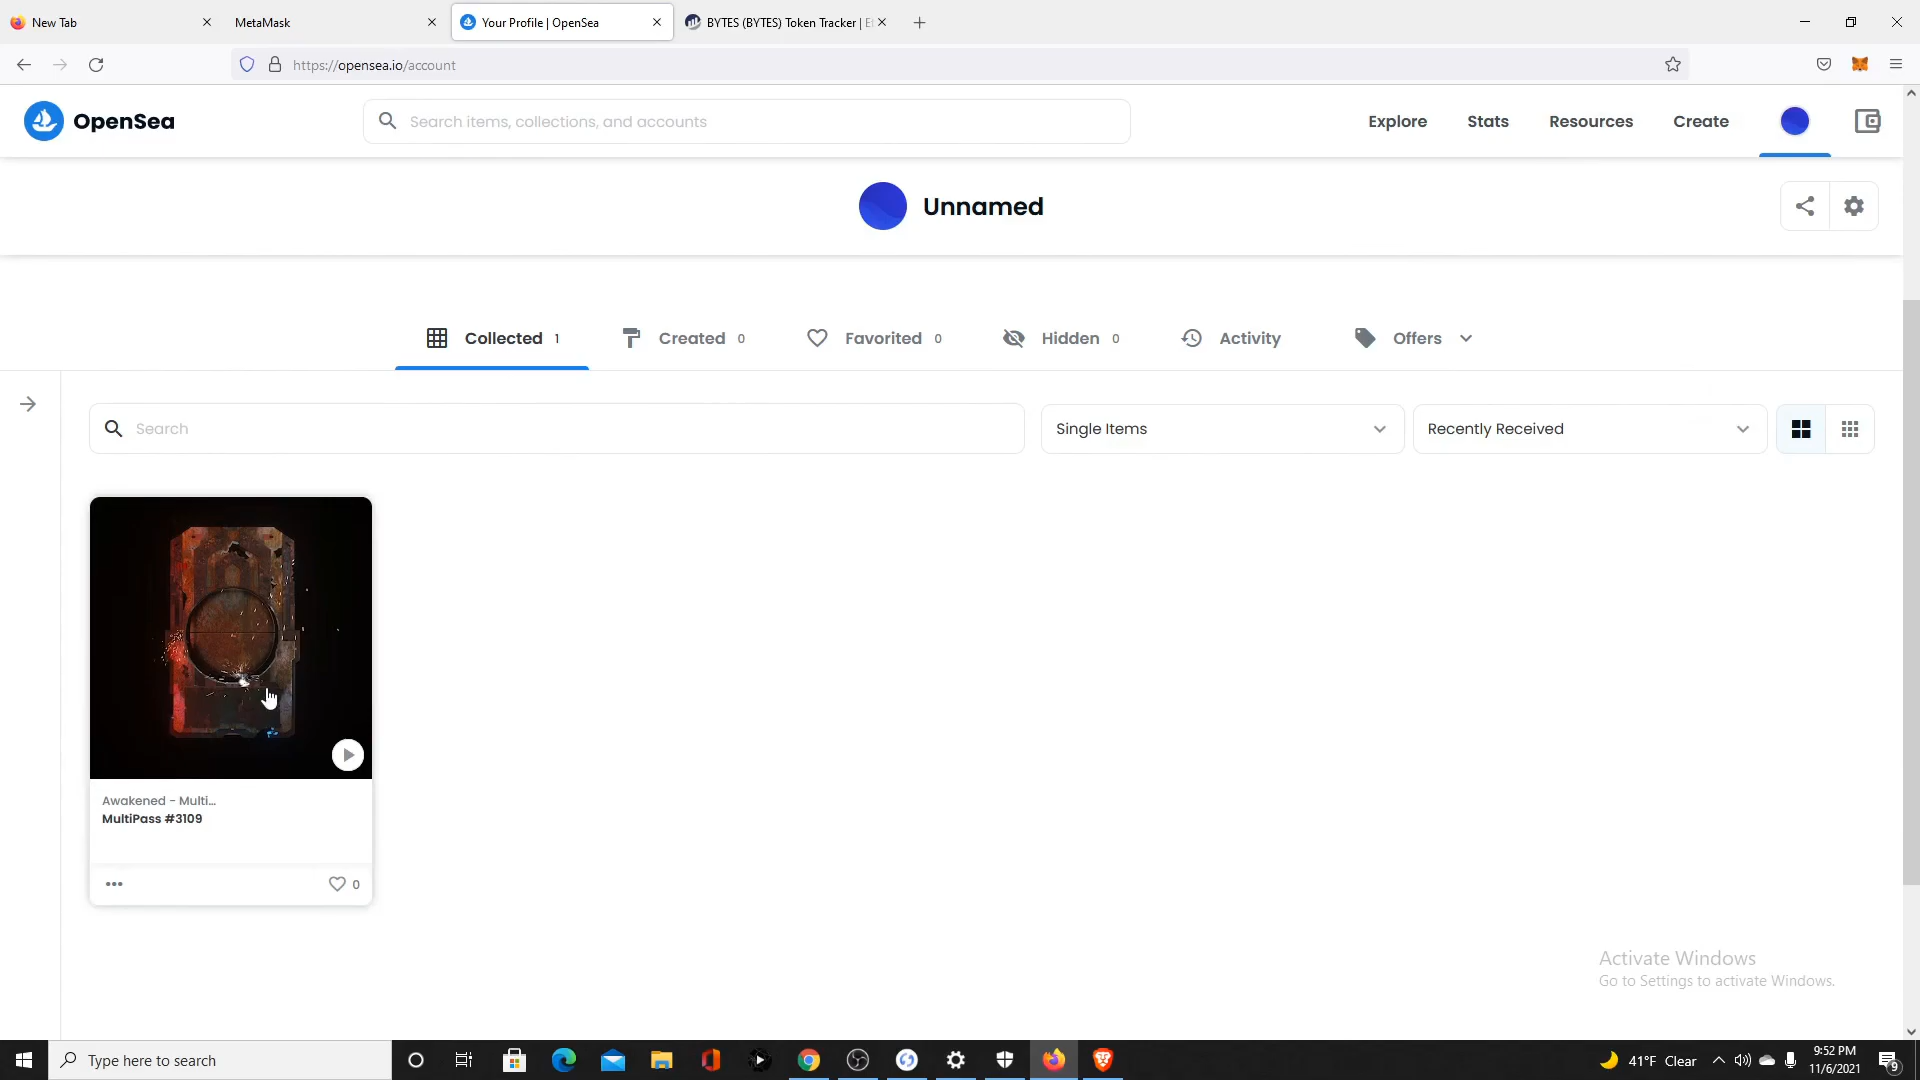 New Tab
MetaMask
Your Profile | OpenSea
BYTES (BYTES) Token Tracker | E
https://opensea.io/account
OpenSea
Search items, collections, and accounts
Explore
Stats
Resources
Create
Unnamed
Collected 1
Created 0
Favorited 0
Hidden 0
Activity
Offers
Search
Single Items
Recently Received
Awakened - Multi...
MultiPass #3109
0
Activate Windows
Go to Settings to activate Windows.
Type here to search
41°F Clear
9:52 PM
11/6/2021
9